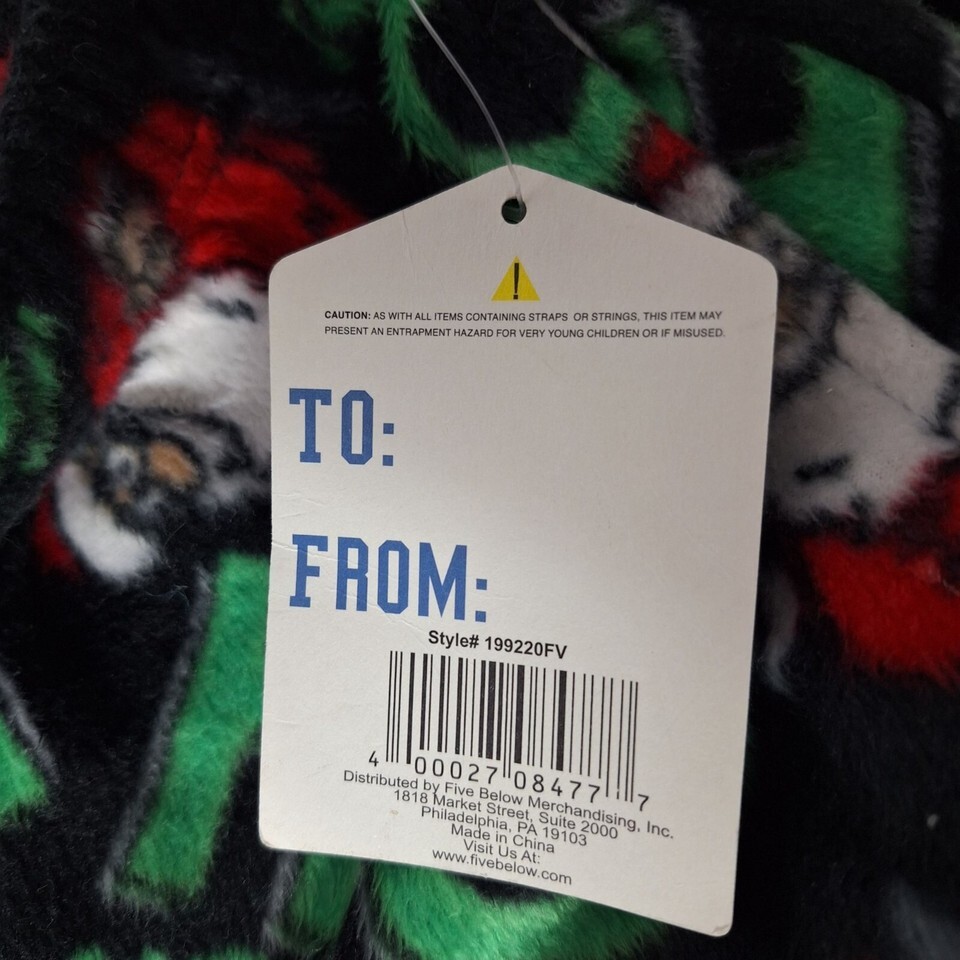 !
CAUTION: AS WITH ALL ITEMS CONTAINING STRAPS OR STRINGS, THIS ITEM MAY
PRESENT AN ENTRAPMENT HAZARD FOR VERY YOUNG CHILDREN OR IF MISUSED.
TO:
FROM:
Style# 199220FV
4 00027 08477 7
Distributed by Five Below Merchandising, Inc.
1818 Market Street, Suite 2000
Philadelphia, PA 19103
Made in China
Visit Us At:
www.fivebelow.com